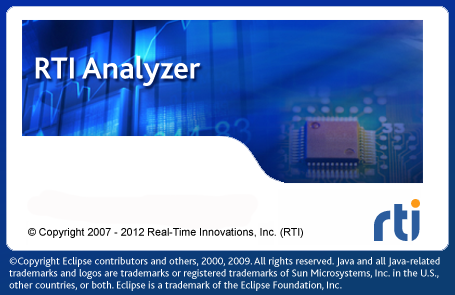 RTI Analyzer
rti
© Copyright 2007 - 2012 Real-Time Innovations, Inc. (RTI)
©Copyright Eclipse contributors and others, 2000, 2009. All rights reserved. Java and all Java-related
trademarks and logos are trademarks or registered trademarks of Sun Microsystems, Inc. in the U.S.,
other countries, or both. Eclipse is a trademark of the Eclipse Foundation, Inc.